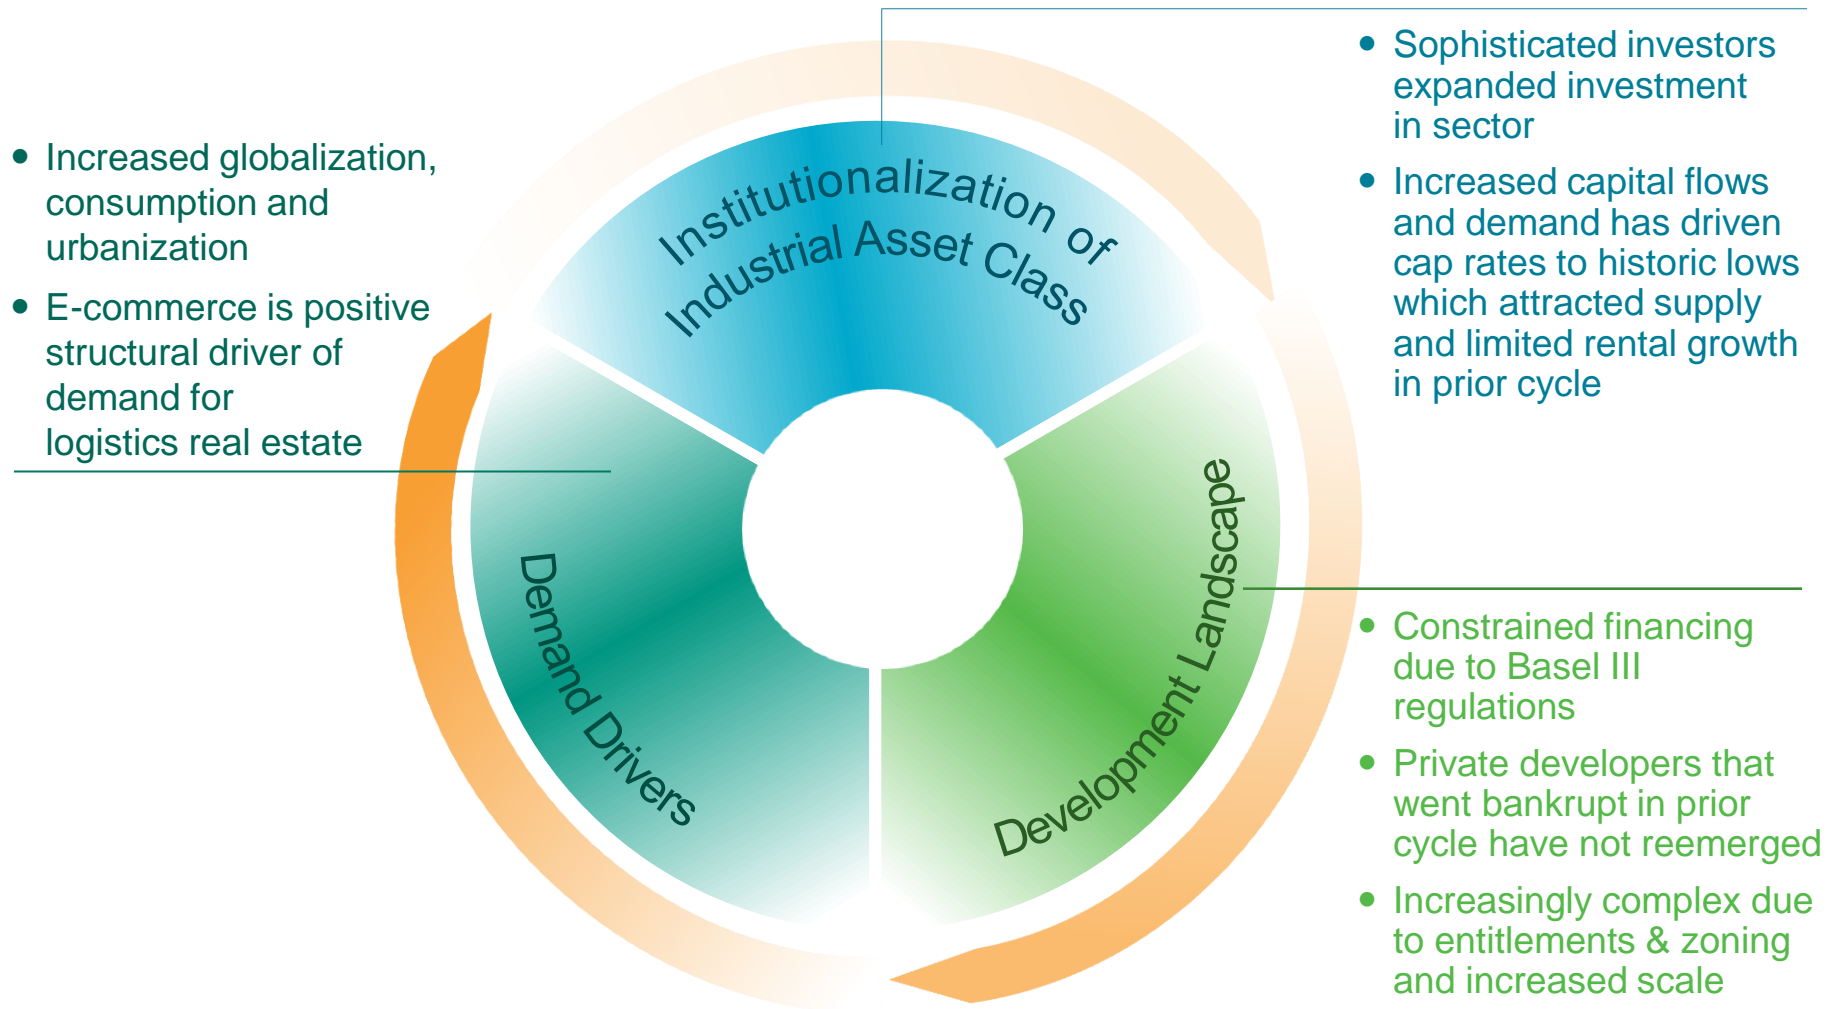 • Increased globalization,
consumption and
urbanization
• E-commerce is positive
structural driver of
demand for
logistics real estate
Institutionalization of
Industrial Asset Class
• Sophisticated investors
expanded investment
in sector
• Increased capital flows
and demand has driven
cap rates to historic lows
which attracted supply
and limited rental growth
in prior cycle
Demand Drivers
Development Landscape
• Constrained financing
due to Basel III
regulations
• Private developers that
went bankrupt in prior
cycle have not reemerged
• Increasingly complex due
to entitlements & zoning
and increased scale